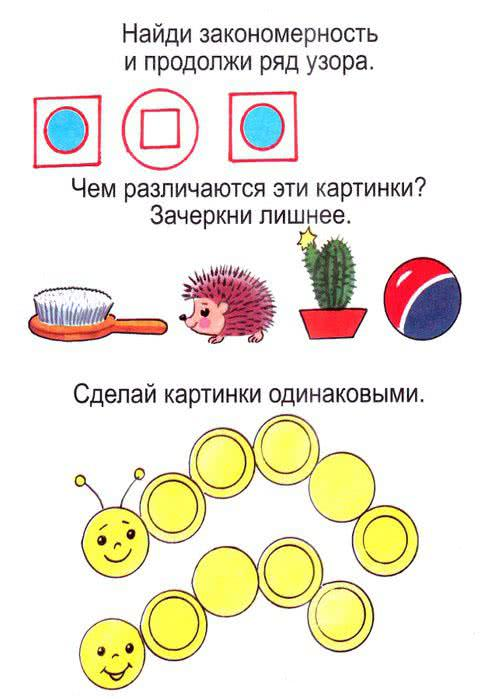 Найди закономерность
и продолжи ряд узора.
Чем различаются эти картинки?
Зачеркни лишнее.
Сделай картинки одинаковыми.